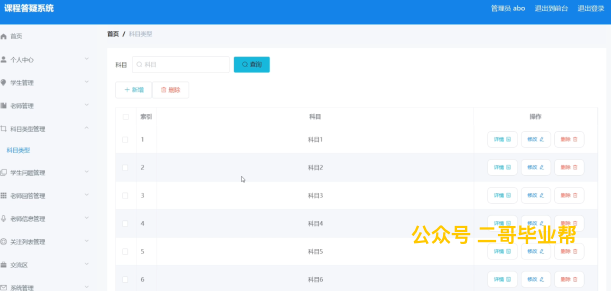 课程答疑系统
管理员 abo 退出到前台 退出登录
首页 / 科目类型
首页
个人中心
学生管理
老师管理
科目类型管理
科目类型
学生问题管理
老师回答管理
老师信息管理
关注列表管理
交流区
系统管理
科目 科目 查询
+ 新增 删除
索引 科目 操作
1 科目1 详情 修改 删除
2 科目2 详情 修改 删除
3 科目3 详情 修改 删除
4 科目4 详情 修改 删除
公众号 二哥毕业帮
5 科目5 详情 修改 删除
6 科目6 详情 修改 删除